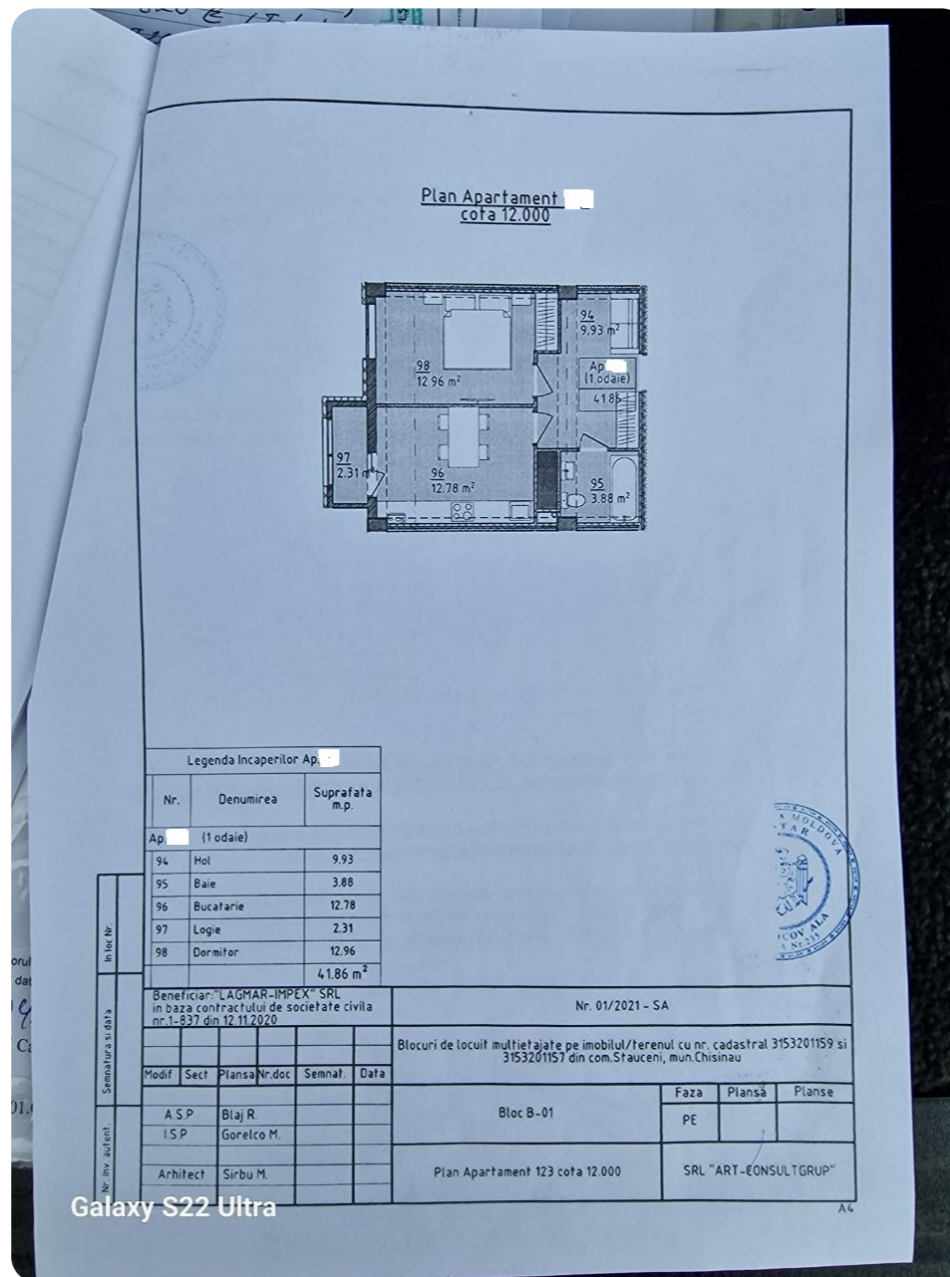 Plan Apartament
cota 12.000
94
9.93 m²
98
12.96 m²
Ap.
(1 odaie)
41.86
97
2.31 m²
96
12.78 m²
95
3.88 m²
Legenda Incaperilor Ap.
Nr. Denumirea Suprafata m.p.
Ap. (1 odaie)
94 Hol 9.93
95 Baie 3.88
96 Bucatarie 12.78
97 Logie 2.31
98 Dormitor 12.96
41.86 m²
In loc Nr.
Semnatura si data
Nr. inv. autent.
Beneficiar:"LAGMAR-IMPEX" SRL
in baza contractului de societate civila
nr.1-837 din 12.11.2020
Nr. 01/2021 - SA
Blocuri de locuit multietajate pe imobilul/terenul cu nr. cadastral 3153201159 si
3153201157 din com.Stauceni, mun.Chisinau
Modif Sect Plansa Nr.doc Semnat. Data
A.S.P Blaj R.
I.S.P Gorelco M.
Arhitect Sirbu M.
Bloc B-01
Faza Plansă Planse
PE
Plan Apartament 123 cota 12.000
SRL "ART-CONSULTGRUP"
A4
MOLDOVA
Galaxy S22 Ultra